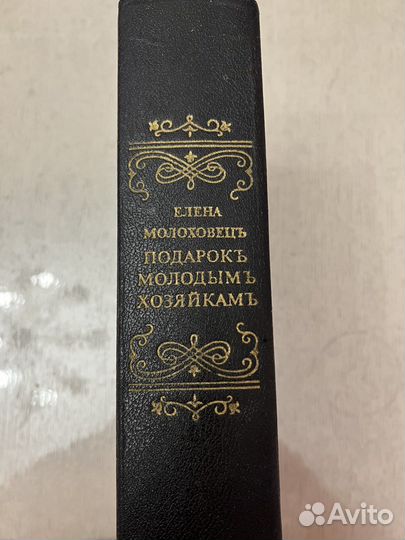 ЕЛЕНА
МОЛОХОВЕЦЪ
ПОДАРОКЪ
МОЛОДЫМЪ
ХОЗЯЙКАМЪ
Avito